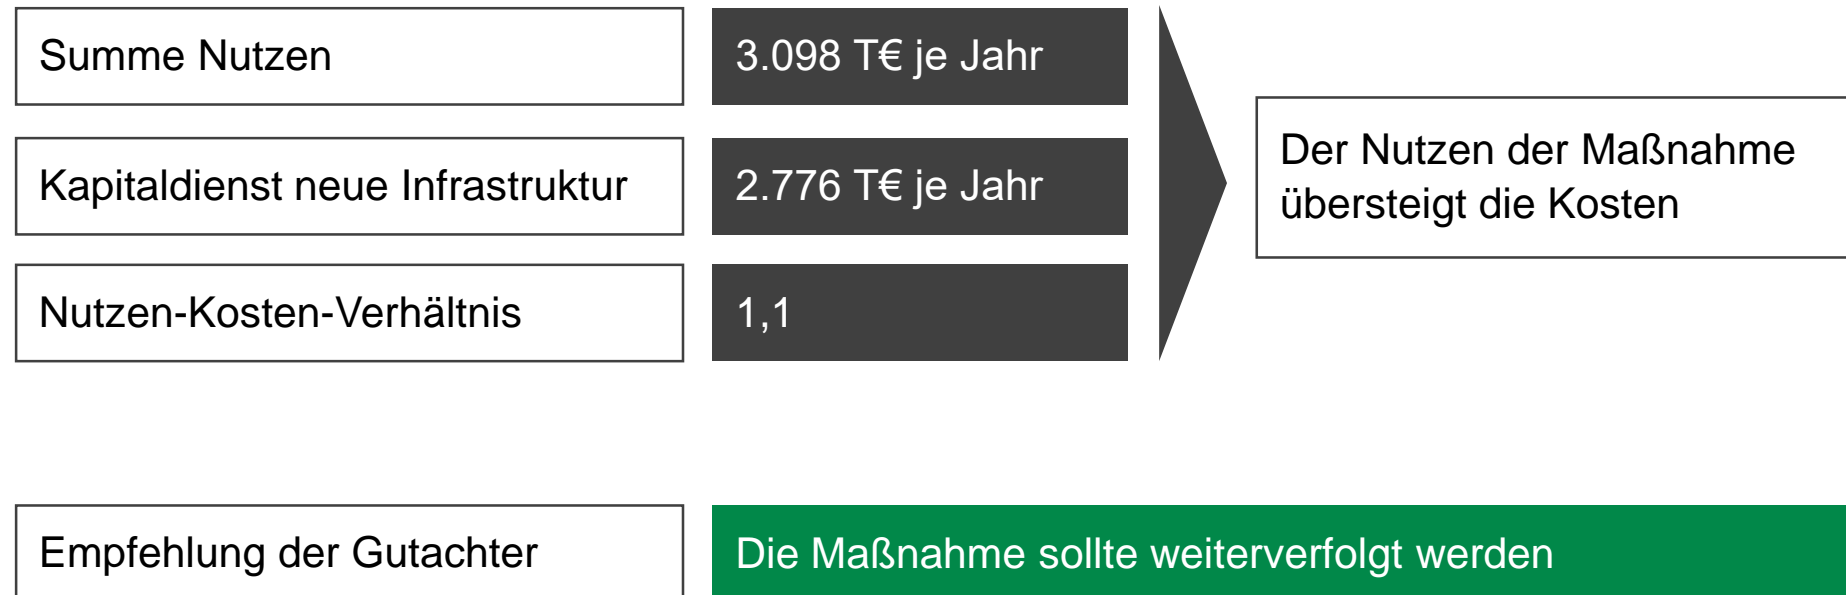 Summe Nutzen
3.098 T€ je Jahr
Kapitaldienst neue Infrastruktur
2.776 T€ je Jahr
Nutzen-Kosten-Verhältnis
1,1
Der Nutzen der Maßnahme
übersteigt die Kosten
Empfehlung der Gutachter
Die Maßnahme sollte weiterverfolgt werden